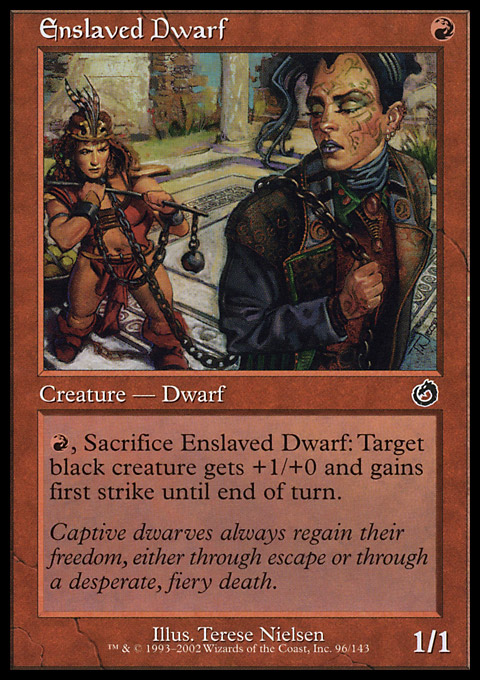 Enslaved Dwarf
Creature — Dwarf
, Sacrifice Enslaved Dwarf: Target
black creature gets +1/+0 and gains
first strike until end of turn.
Captive dwarves always regain their
freedom, either through escape or through
a desperate, fiery death.
Illus. Terese Nielsen
™ & © 1993–2002 Wizards of the Coast, Inc. 96/143
1/1